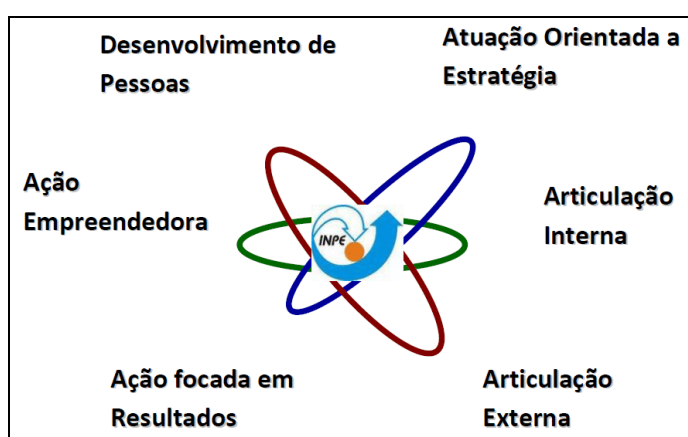 Desenvolvimento de
Pessoas
Atuação Orientada a
Estratégia
Ação
Empreendedora
INPE
Articulação
Interna
Ação focada em
Resultados
Articulação
Externa